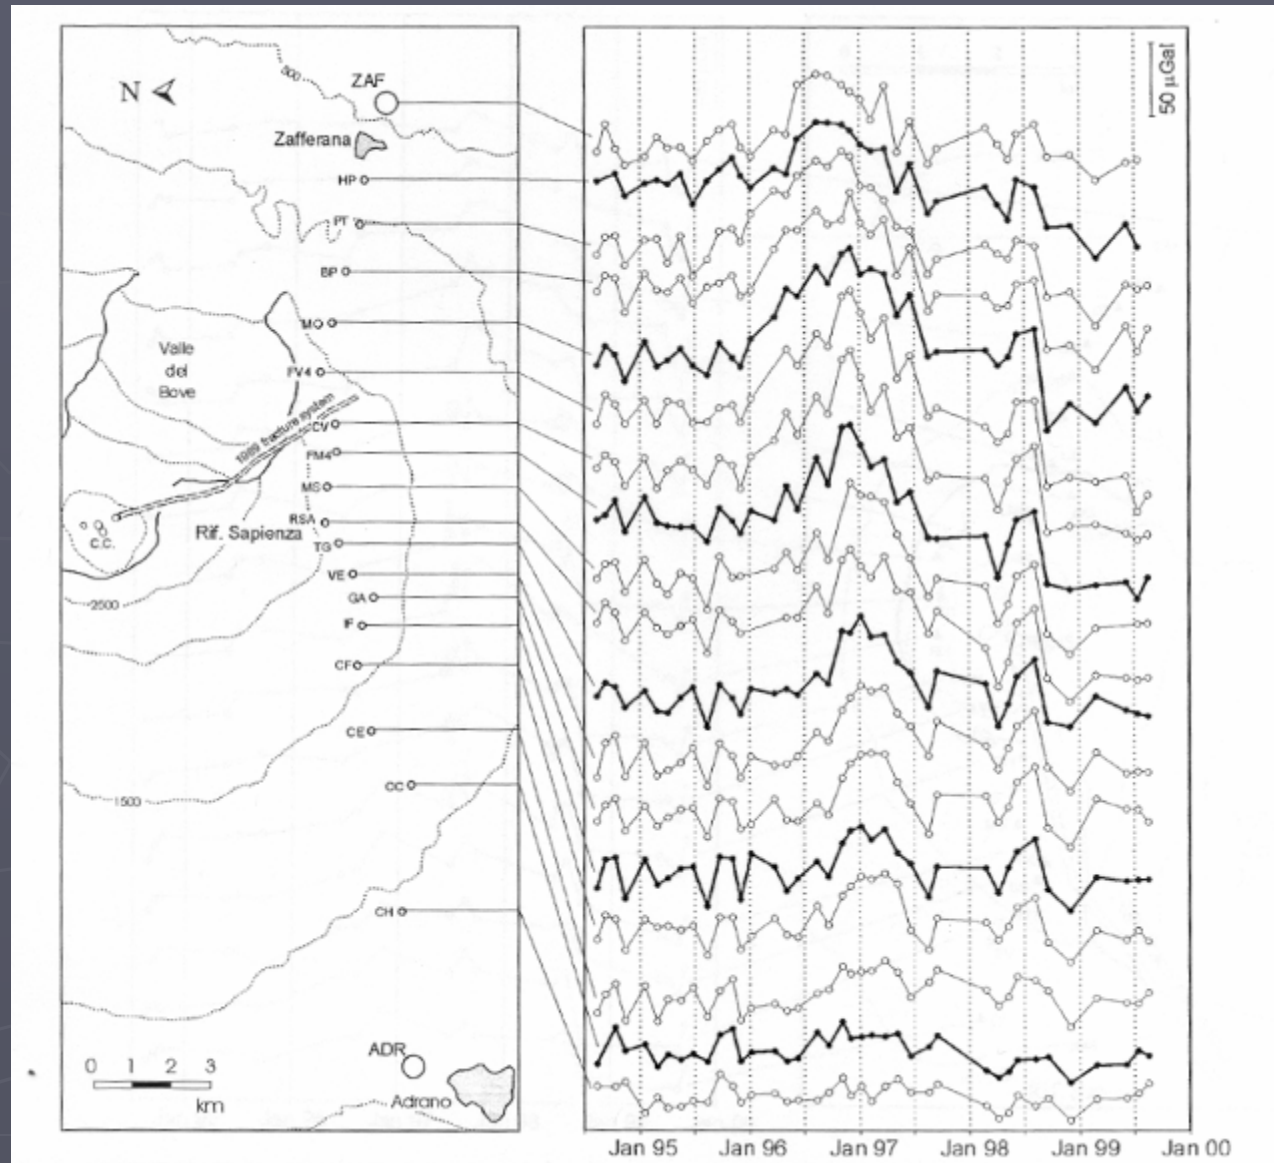 500
ZAF
N
Zafferana
HP
PT
BP
MO
FV4
Valle
del
Bove
1989 fracture system
CV
FM4
MS
RSA
Rif. Sapienza
TG
C.C.
VE
GA
2500
IF
CF
CE
CC
1500
CH
ADR
0 1 2 3
km
Adrano
50 µGal
Jan 95 Jan 96 Jan 97 Jan 98 Jan 99 Jan 00